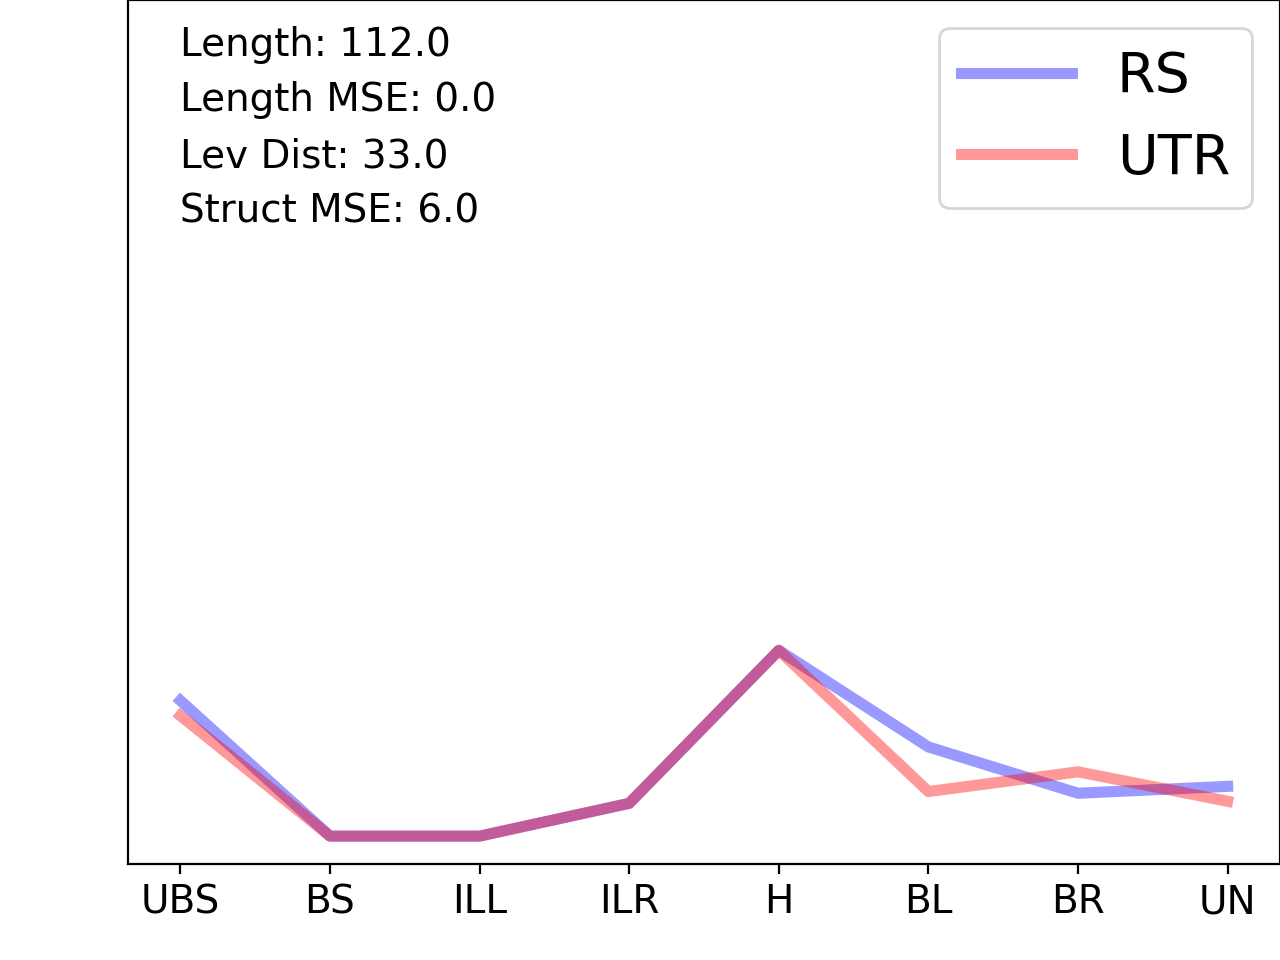 Length: 112.0
Length MSE: 0.0
Lev Dist: 33.0
Struct MSE: 6.0
RS
UTR
UBS BS ILL ILR H BL BR UN